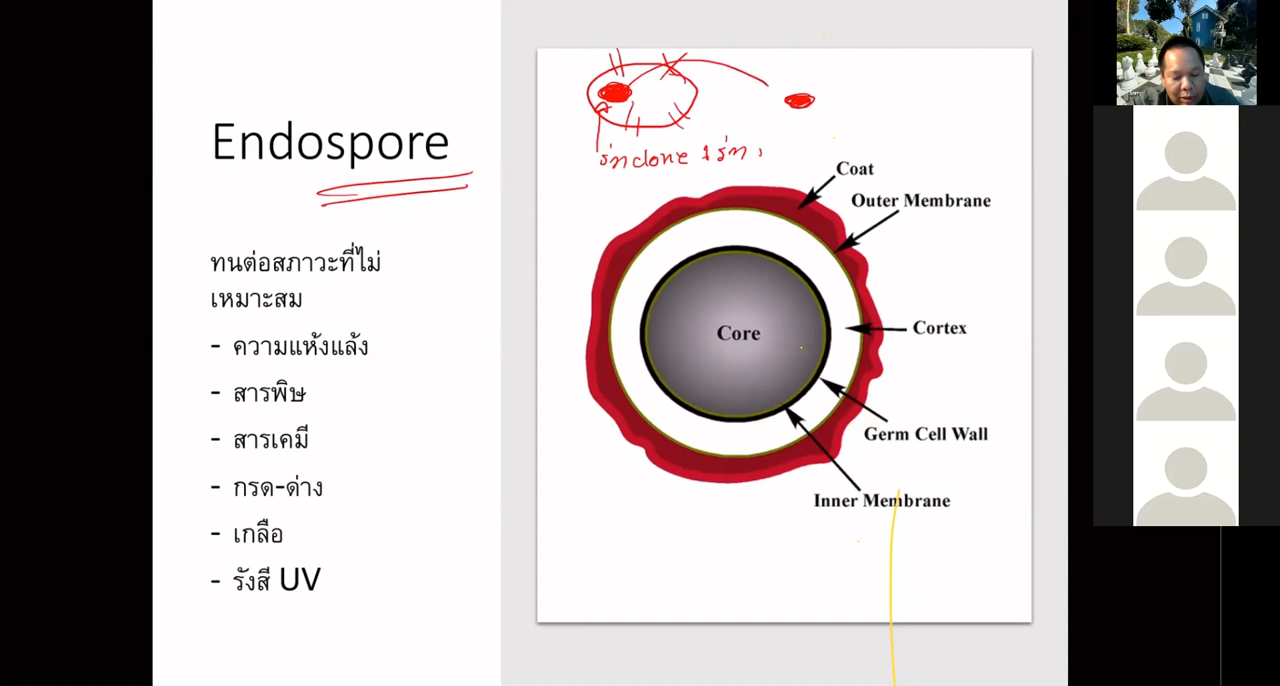 Endospore
ทนต่อสภาวะที่ไม่
เหมาะสม
- ความแห้งแล้ง
- สารพิษ
- สารเคมี
- กรด-ด่าง
- เกลือ
- รังสี UV
clone 1
Coat
Outer Membrane
Core
Cortex
Germ Cell Wall
Inner Membrane